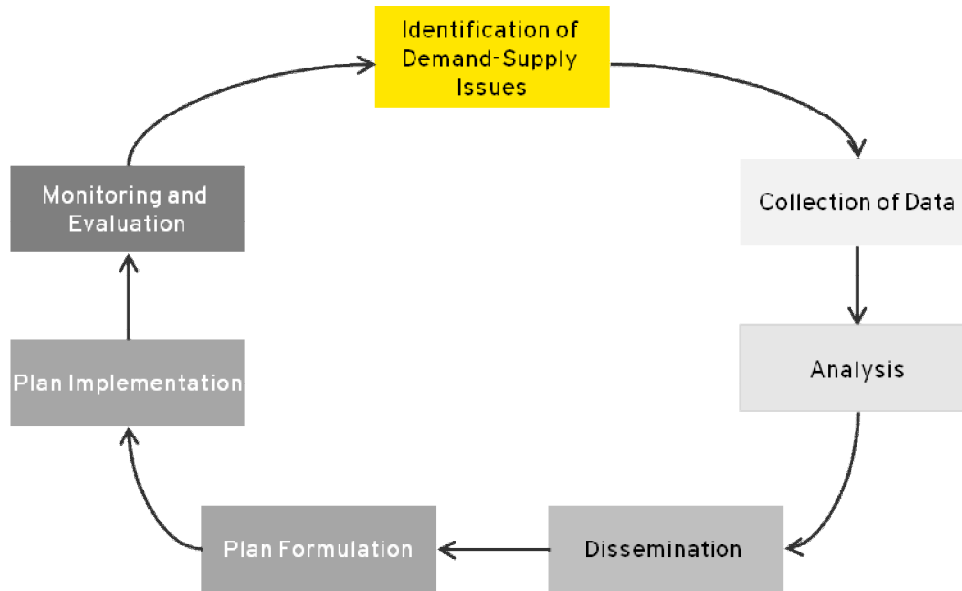 Identification of
Demand-Supply
Issues
Collection of Data
Analysis
Dissemination
Plan Formulation
Plan Implementation
Monitoring and
Evaluation